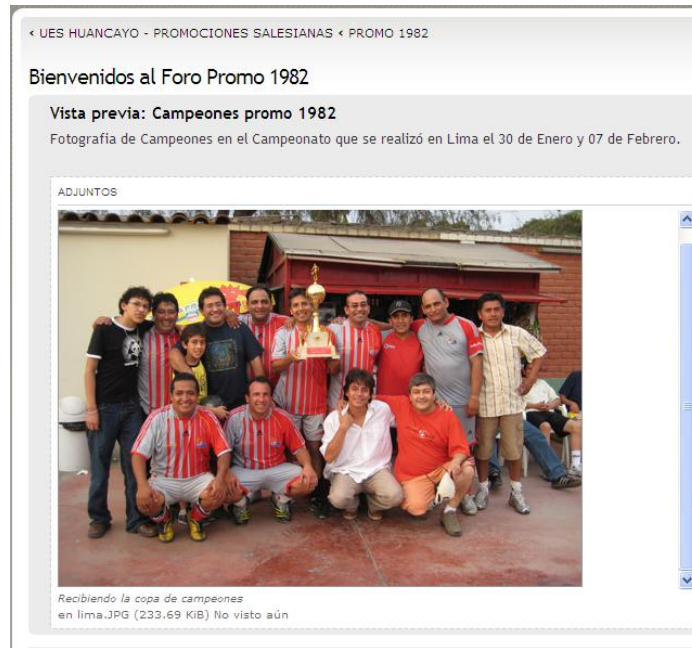 ‹ UES HUANCAYO - PROMOCIONES SALESIANAS ‹ PROMO 1982
Bienvenidos al Foro Promo 1982
Vista previa: Campeones promo 1982
Fotografia de Campeones en el Campeonato que se realizó en Lima el 30 de Enero y 07 de Febrero.
ADJUNTOS
Recibiendo la copa de campeones
en lima.JPG (233.69 KiB) No visto aún